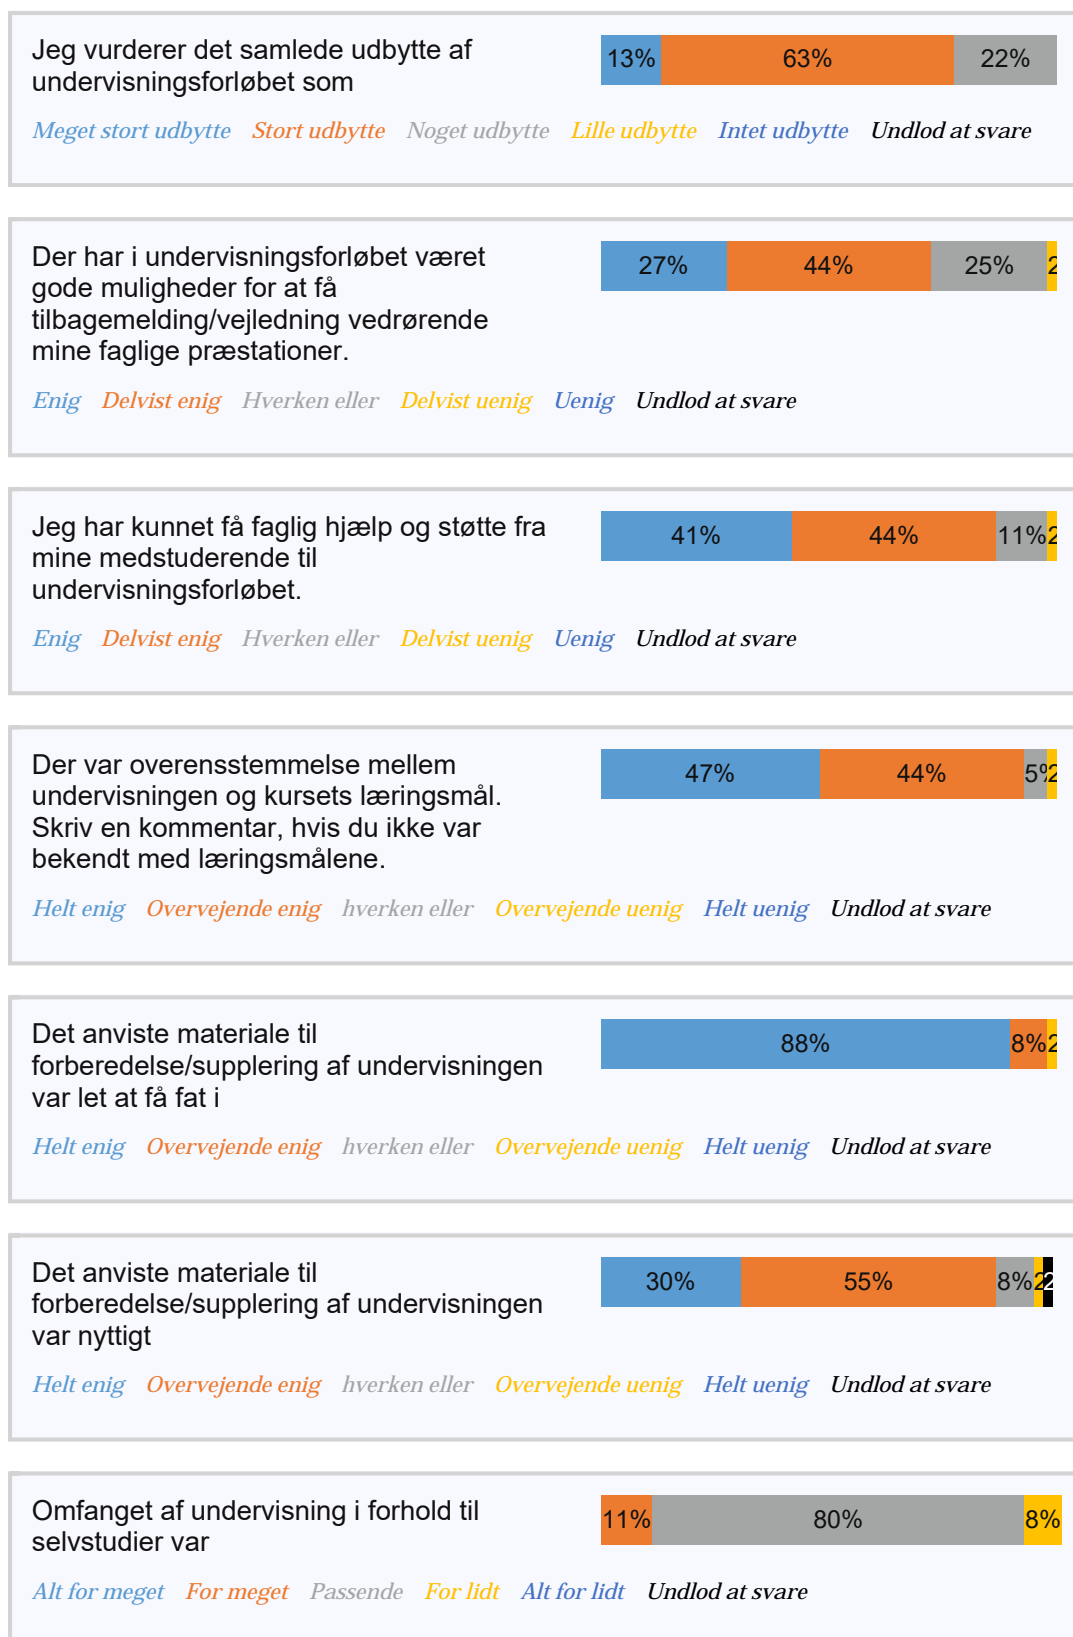 Jeg vurderer det samlede udbytte af
undervisningsforløbet som
13% 63% 22%
Meget stort udbytte Stort udbytte Noget udbytte Lille udbytte Intet udbytte Undlod at svare
Der har i undervisningsforløbet været
gode muligheder for at få
tilbagemelding/vejledning vedrørende
mine faglige præstationer.
27% 44% 25% 2
Enig Delvist enig Hverken eller Delvist uenig Uenig Undlod at svare
Jeg har kunnet få faglig hjælp og støtte fra
mine medstuderende til
undervisningsforløbet.
41% 44% 11% 2
Enig Delvist enig Hverken eller Delvist uenig Uenig Undlod at svare
Der var overensstemmelse mellem
undervisningen og kursets læringsmål.
Skriv en kommentar, hvis du ikke var
bekendt med læringsmålene.
47% 44% 5% 2
Helt enig Overvejende enig hverken eller Overvejende uenig Helt uenig Undlod at svare
Det anviste materiale til
forberedelse/supplering af undervisningen
var let at få fat i
88% 8% 2
Helt enig Overvejende enig hverken eller Overvejende uenig Helt uenig Undlod at svare
Det anviste materiale til
forberedelse/supplering af undervisningen
var nyttigt
30% 55% 8% 2 2
Helt enig Overvejende enig hverken eller Overvejende uenig Helt uenig Undlod at svare
Omfanget af undervisning i forhold til
selvstudier var
11% 80% 8%
Alt for meget For meget Passende For lidt Alt for lidt Undlod at svare